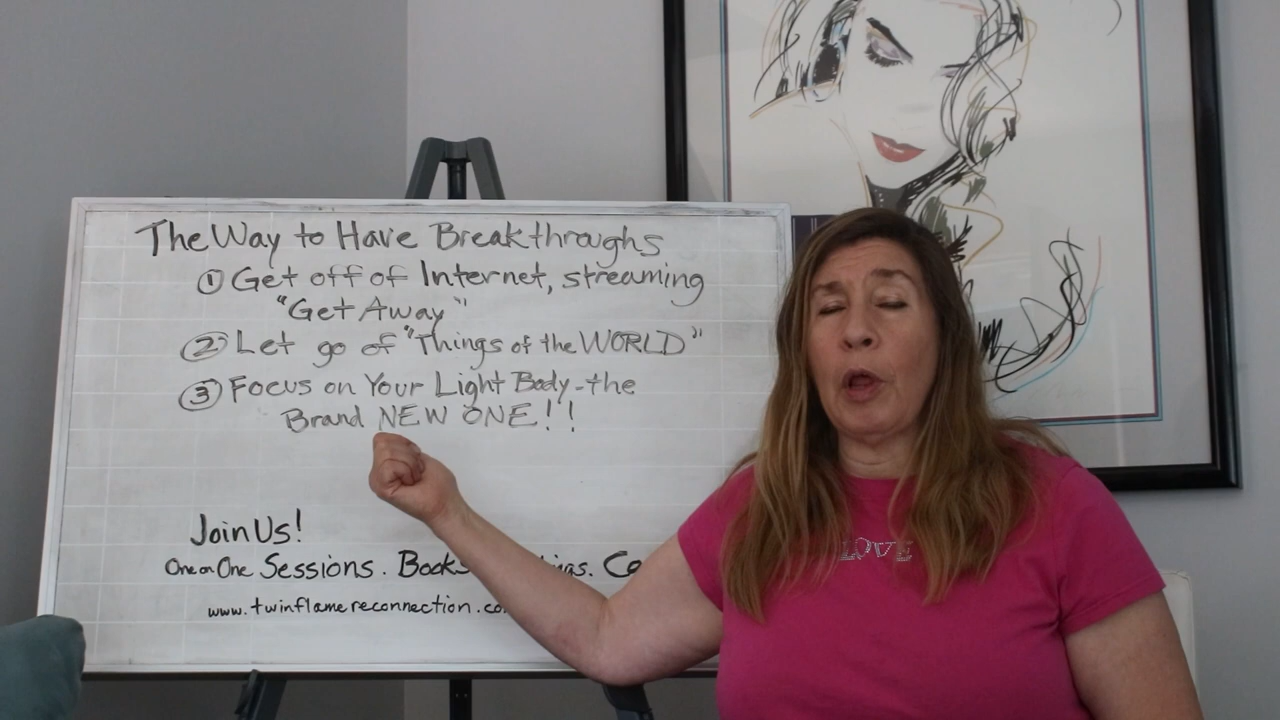 The Way to Have Breakthroughs
① Get off of Internet, streaming
"Get Away"
② Let go of "Things of the WORLD"
③ Focus on Your Light Body-the
Brand NEW ONE!!
Join Us!
One on One Sessions. Books
www.twinflamereconnection.co
LOVE